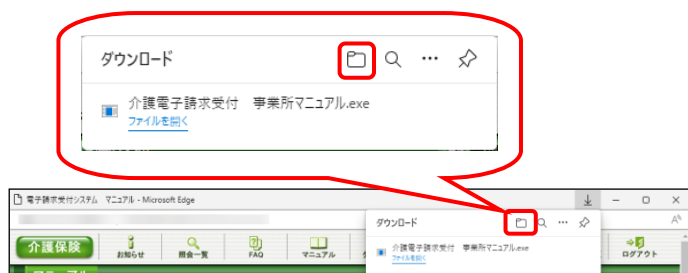 ダウンロード
介護電子請求受付　事業所マニュアル.exe
ファイルを開く
電子請求受付システム　マニュアル - Microsoft Edge
ダウンロード
介護電子請求受付　事業所マニュアル.exe
ファイルを開く
介護保険
お知らせ
照会一覧
FAQ
マニュアル
ログアウト
マニュアル